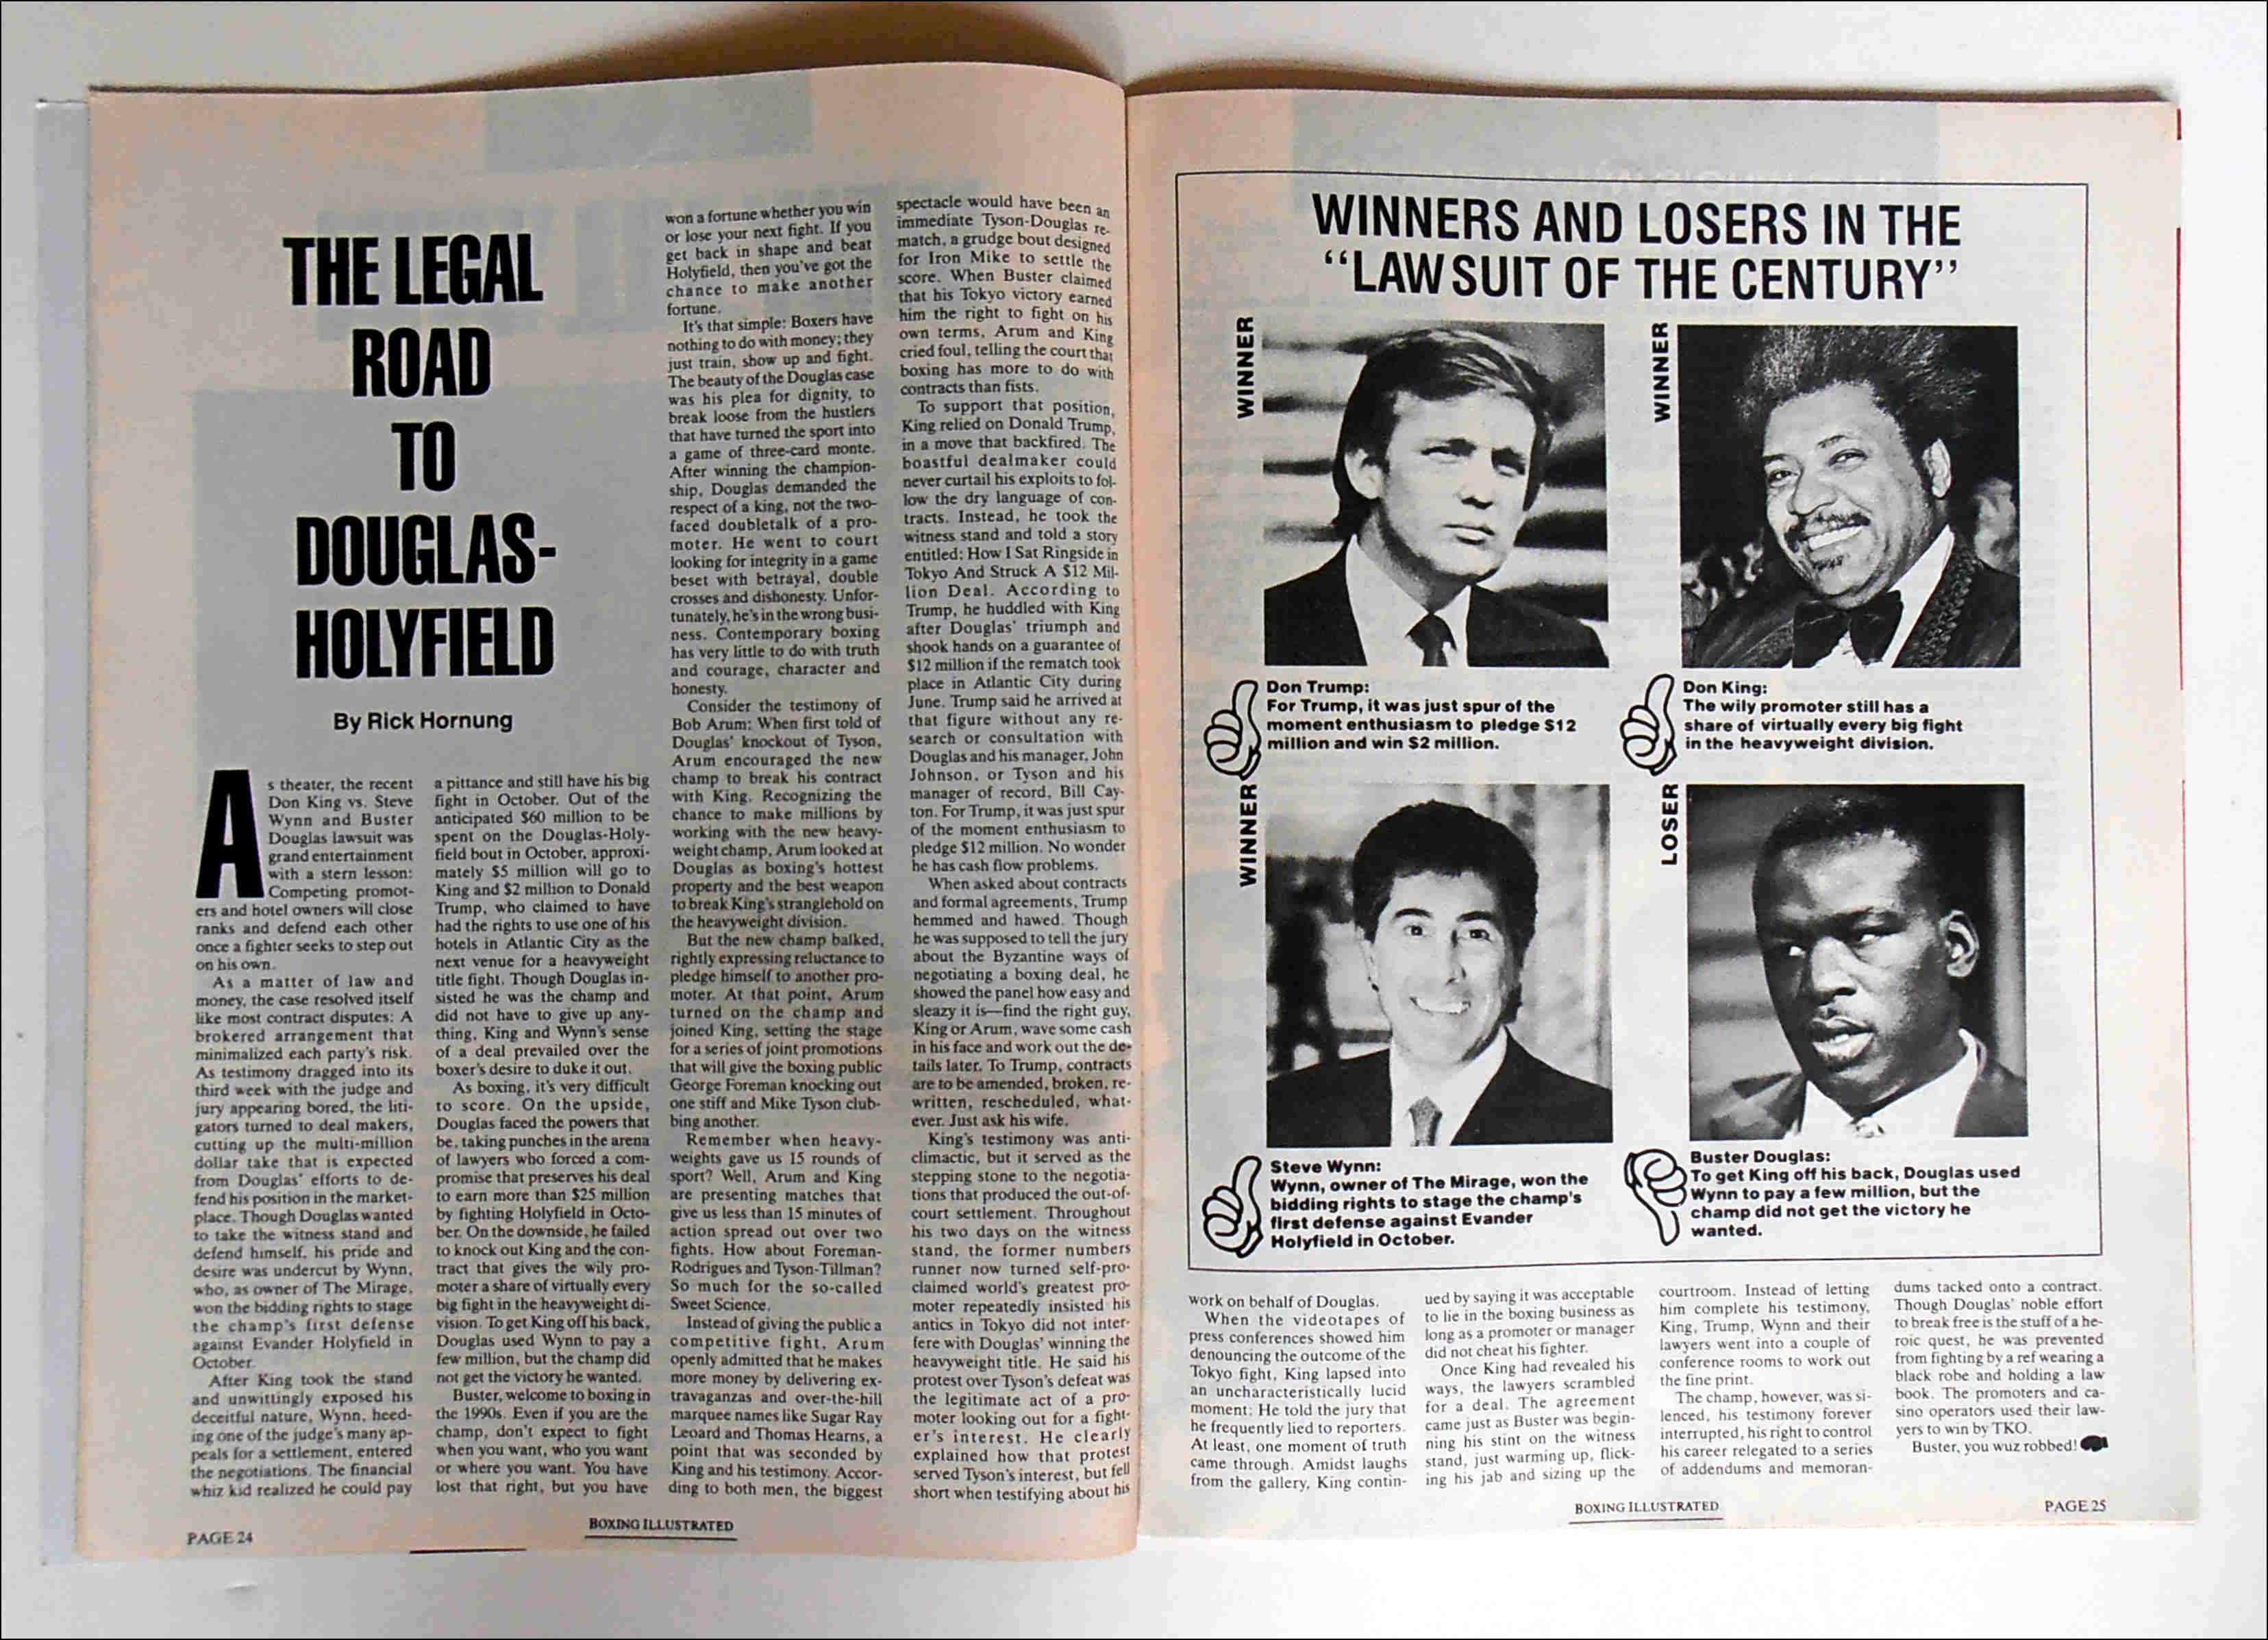 THE LEGAL
ROAD
TO
DOUGLAS-
HOLYFIELD
By Rick Hornung
As theater, the recent
Don King vs. Steve
Wynn and Buster
Douglas lawsuit was
grand entertainment
with a stern lesson:
Competing promot-
ers and hotel owners will close
ranks and defend each other
once a fighter seeks to step out
on his own.
As a matter of law and
money, the case resolved itself
like most contract disputes: A
brokered arrangement that
minimalized each party's risk.
As testimony dragged into its
third week with the judge and
jury appearing bored, the liti-
gators turned to deal makers,
cutting up the multi-million
dollar take that is expected
from Douglas' efforts to de-
fend his position in the market-
place. Though Douglas wanted
to take the witness stand and
defend himself, his pride and
desire was undercut by Wynn,
who, as owner of The Mirage,
won the bidding rights to stage
the champ's first defense
against Evander Holyfield in
October.
After King took the stand
and unwittingly exposed his
deceitful nature, Wynn, heed-
ing one of the judge's many ap-
peals for a settlement, entered
the negotiations. The financial
whiz kid realized he could pay
a pittance and still have his big
fight in October. Out of the
anticipated $60 million to be
spent on the Douglas-Holy-
field bout in October, approxi-
mately $5 million will go to
King and $2 million to Donald
Trump, who claimed to have
had the rights to use one of his
hotels in Atlantic City as the
next venue for a heavyweight
title fight. Though Douglas in-
sisted he was the champ and
did not have to give up any-
thing, King and Wynn's sense
of a deal prevailed over the
boxer's desire to duke it out.
As boxing, it's very difficult
to score. On the upside,
Douglas faced the powers that
be, taking punches in the arena
of lawyers who forced a com-
promise that preserves his deal
to earn more than $25 million
by fighting Holyfield in Octo-
ber. On the downside, he failed
to knock out King and the con-
tract that gives the wily pro-
moter a share of virtually every
big fight in the heavyweight di-
vision. To get King off his back,
Douglas used Wynn to pay a
few million, but the champ did
not get the victory he wanted.
Buster, welcome to boxing in
the 1990s. Even if you are the
champ, don't expect to fight
when you want, who you want
or where you want. You have
lost that right, but you have
won a fortune whether you win
or lose your next fight. If you
get back in shape and beat
Holyfield, then you've got the
chance to make another
fortune.
It's that simple: Boxers have
nothing to do with money; they
just train, show up and fight.
The beauty of the Douglas case
was his plea for dignity, to
break loose from the hustlers
that have turned the sport into
a game of three-card monte.
After winning the champion-
ship, Douglas demanded the
respect of a king, not the two-
faced doubletalk of a pro-
moter. He went to court
looking for integrity in a game
beset with betrayal, double
crosses and dishonesty. Unfor-
tunately, he's in the wrong busi-
ness. Contemporary boxing
has very little to do with truth
and courage, character and
honesty.
Consider the testimony of
Bob Arum: When first told of
Douglas' knockout of Tyson,
Arum encouraged the new
champ to break his contract
with King. Recognizing the
chance to make millions by
working with the new heavy-
weight champ, Arum looked at
Douglas as boxing's hottest
property and the best weapon
to break King's stranglehold on
the heavyweight division.
But the new champ balked,
rightly expressing reluctance to
pledge himself to another pro-
moter. At that point, Arum
turned on the champ and
joined King, setting the stage
for a series of joint promotions
that will give the boxing public
George Foreman knocking out
one stiff and Mike Tyson club-
bing another.
Remember when heavy-
weights gave us 15 rounds of
sport? Well, Arum and King
are presenting matches that
give us less than 15 minutes of
action spread out over two
fights. How about Foreman-
Rodrigues and Tyson-Tillman?
So much for the so-called
Sweet Science.
Instead of giving the public a
competitive fight, Arum
openly admitted that he makes
more money by delivering ex-
travaganzas and over-the-hill
marquee names like Sugar Ray
Leoard and Thomas Hearns, a
point that was seconded by
King and his testimony. Accor-
ding to both men, the biggest
spectacle would have been an
immediate Tyson-Douglas re-
match, a grudge bout designed
for Iron Mike to settle the
score. When Buster claimed
that his Tokyo victory earned
him the right to fight on his
own terms, Arum and King
cried foul, telling the court that
boxing has more to do with
contracts than fists.
To support that position,
King relied on Donald Trump,
in a move that backfired. The
boastful dealmaker could
never curtail his exploits to fol-
low the dry language of con-
tracts. Instead, he took the
witness stand and told a story
entitled: How I Sat Ringside in
Tokyo And Struck A $12 Mil-
lion Deal. According to
Trump, he huddled with King
after Douglas' triumph and
shook hands on a guarantee of
$12 million if the rematch took
place in Atlantic City during
June. Trump said he arrived at
that figure without any re-
search or consultation with
Douglas and his manager, John
Johnson, or Tyson and his
manager of record, Bill Cay-
ton. For Trump, it was just spur
of the moment enthusiasm to
pledge $12 million. No wonder
he has cash flow problems.
When asked about contracts
and formal agreements, Trump
hemmed and hawed. Though
he was supposed to tell the jury
about the Byzantine ways of
negotiating a boxing deal, he
showed the panel how easy and
sleazy it is—find the right guy,
King or Arum, wave some cash
in his face and work out the de-
tails later. To Trump, contracts
are to be amended, broken, re-
written, rescheduled, what-
ever. Just ask his wife.
King's testimony was anti-
climactic, but it served as the
stepping stone to the negotia-
tions that produced the out-of-
court settlement. Throughout
his two days on the witness
stand, the former numbers
runner now turned self-pro-
claimed world's greatest pro-
moter repeatedly insisted his
antics in Tokyo did not inter-
fere with Douglas' winning the
heavyweight title. He said his
protest over Tyson's defeat was
the legitimate act of a pro-
moter looking out for a fight-
er's interest. He clearly
explained how that protest
served Tyson's interest, but fell
short when testifying about his
PAGE 24
BOXING ILLUSTRATED
WINNERS AND LOSERS IN THE
“LAWSUIT OF THE CENTURY”
WINNER
WINNER
Don Trump:
For Trump, it was just spur of the
moment enthusiasm to pledge $12
million and win $2 million.
Don King:
The wily promoter still has a
share of virtually every big fight
in the heavyweight division.
WINNER
LOSER
Steve Wynn:
Wynn, owner of The Mirage, won the
bidding rights to stage the champ's
first defense against Evander
Holyfield in October.
Buster Douglas:
To get King off his back, Douglas used
Wynn to pay a few million, but the
champ did not get the victory he
wanted.
work on behalf of Douglas.
When the videotapes of
press conferences showed him
denouncing the outcome of the
Tokyo fight, King lapsed into
an uncharacteristically lucid
moment: He told the jury that
he frequently lied to reporters.
At least, one moment of truth
came through. Amidst laughs
from the gallery, King contin-
ued by saying it was acceptable
to lie in the boxing business as
long as a promoter or manager
did not cheat his fighter.
Once King had revealed his
ways, the lawyers scrambled
for a deal. The agreement
came just as Buster was begin-
ning his stint on the witness
stand, just warming up, flick-
ing his jab and sizing up the
courtroom. Instead of letting
him complete his testimony,
King, Trump, Wynn and their
lawyers went into a couple of
conference rooms to work out
the fine print.
The champ, however, was si-
lenced, his testimony forever
interrupted, his right to control
his career relegated to a series
of addendums and memoran-
dums tacked onto a contract.
Though Douglas' noble effort
to break free is the stuff of a he-
roic quest, he was prevented
from fighting by a ref wearing a
black robe and holding a law
book. The promoters and ca-
sino operators used their law-
yers to win by TKO.
Buster, you wuz robbed!
BOXING ILLUSTRATED
PAGE 25